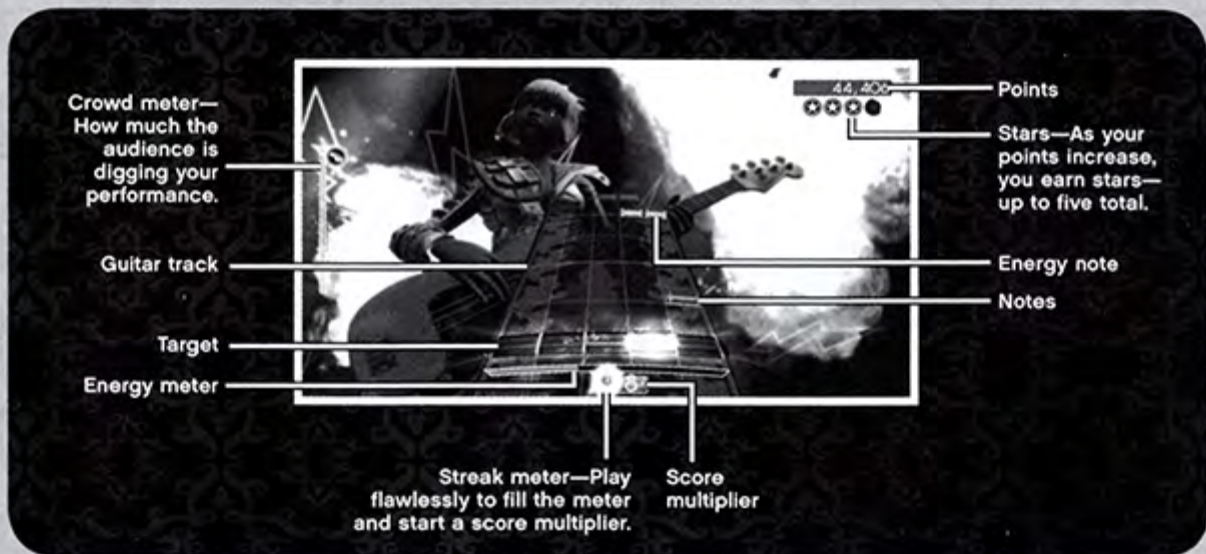 Crowd meter—
How much the
audience is
digging your
performance.
Guitar track
Target
Energy meter
44,406
Points
Stars—As your
points increase,
you earn stars—
up to five total.
Energy note
Notes
Streak meter—Play
flawlessly to fill the meter
and start a score multiplier.
Score
multiplier